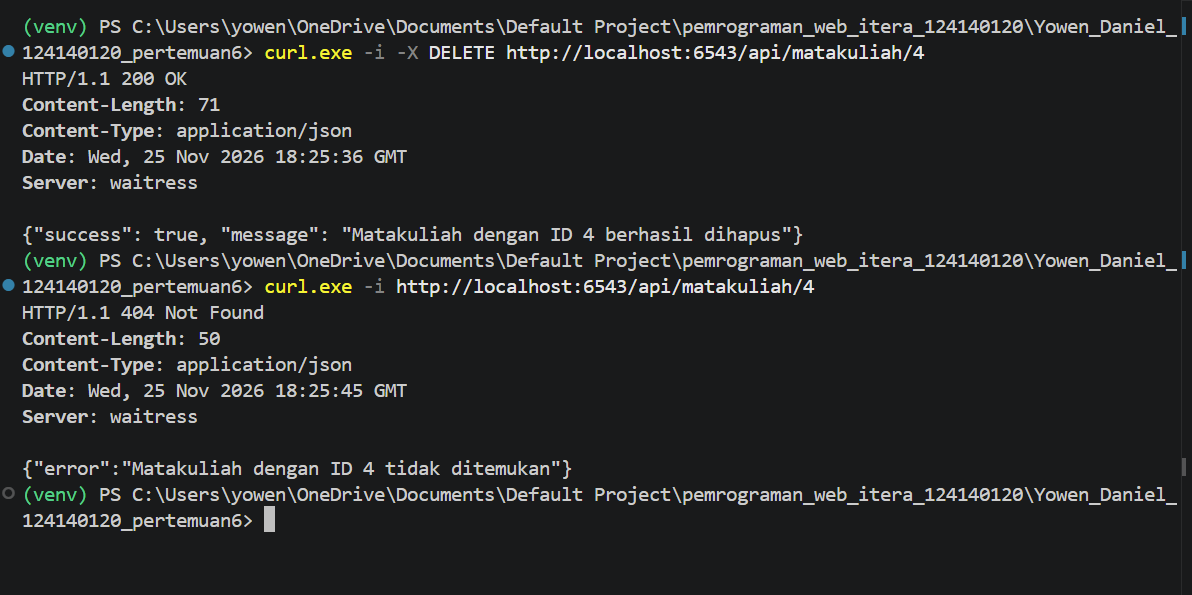 (venv) PS C:\Users\yowen\OneDrive\Documents\Default Project\pemrograman_web_itera_124140120\Yowen_Daniel_
124140120_pertemuan6> curl.exe -i -X DELETE http://localhost:6543/api/matakuliah/4
HTTP/1.1 200 OK
Content-Length: 71
Content-Type: application/json
Date: Wed, 25 Nov 2026 18:25:36 GMT
Server: waitress

{"success": true, "message": "Matakuliah dengan ID 4 berhasil dihapus"}
(venv) PS C:\Users\yowen\OneDrive\Documents\Default Project\pemrograman_web_itera_124140120\Yowen_Daniel_
124140120_pertemuan6> curl.exe -i http://localhost:6543/api/matakuliah/4
HTTP/1.1 404 Not Found
Content-Length: 50
Content-Type: application/json
Date: Wed, 25 Nov 2026 18:25:45 GMT
Server: waitress

{"error":"Matakuliah dengan ID 4 tidak ditemukan"}
(venv) PS C:\Users\yowen\OneDrive\Documents\Default Project\pemrograman_web_itera_124140120\Yowen_Daniel_
124140120_pertemuan6>